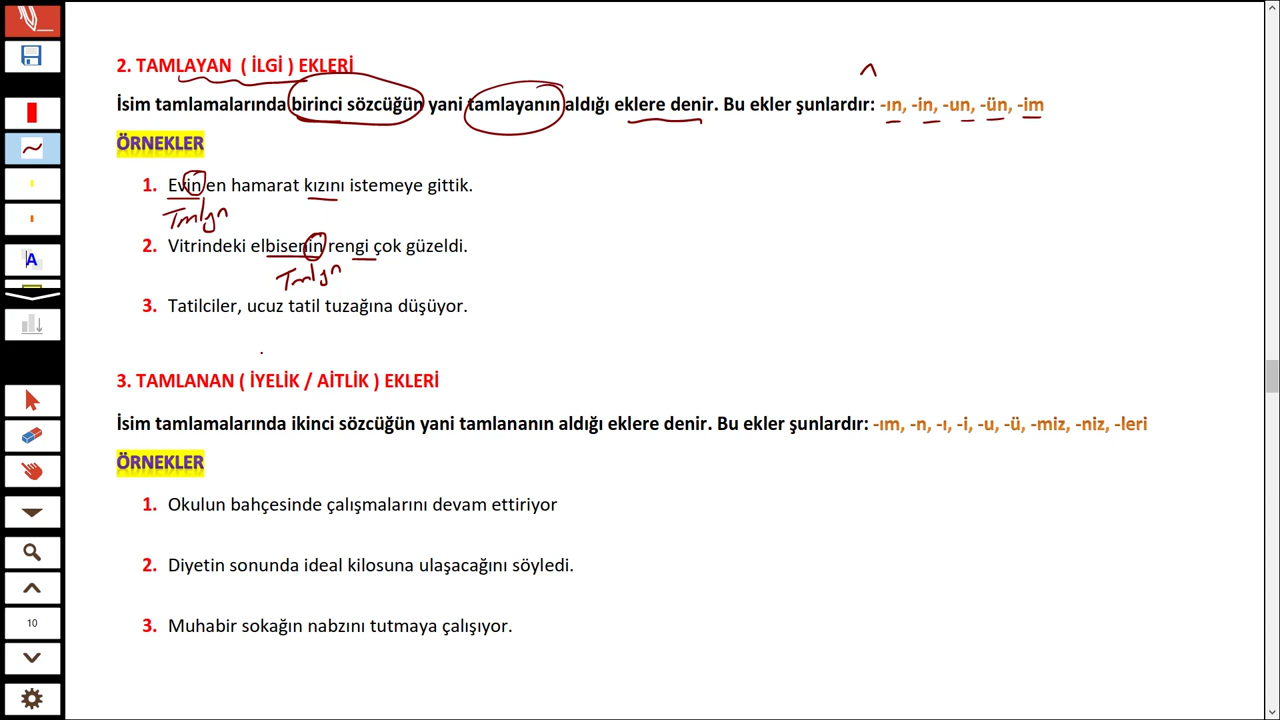 2. TAMLAYAN ( İLGİ ) EKLERİ
İsim tamlamalarında birinci sözcüğün yani tamlayanın aldığı eklere denir. Bu ekler şunlardır: -ın, -in, -un, -ün, -im
ÖRNEKLER
1. Evin en hamarat kızını istemeye gittik.
Tmlyn
2. Vitrindeki elbisenin rengi çok güzeldi.
Tmlyn
3. Tatilciler, ucuz tatil tuzağına düşüyor.
3. TAMLANAN ( İYELİK / AİTLİK ) EKLERİ
İsim tamlamalarında ikinci sözcüğün yani tamlananın aldığı eklere denir. Bu ekler şunlardır: -ım, -n, -ı, -i, -u, -ü, -miz, -niz, -leri
ÖRNEKLER
1. Okulun bahçesinde çalışmalarını devam ettiriyor
2. Diyetin sonunda ideal kilosuna ulaşacağını söyledi.
3. Muhabir sokağın nabzını tutmaya çalışıyor.
A
10